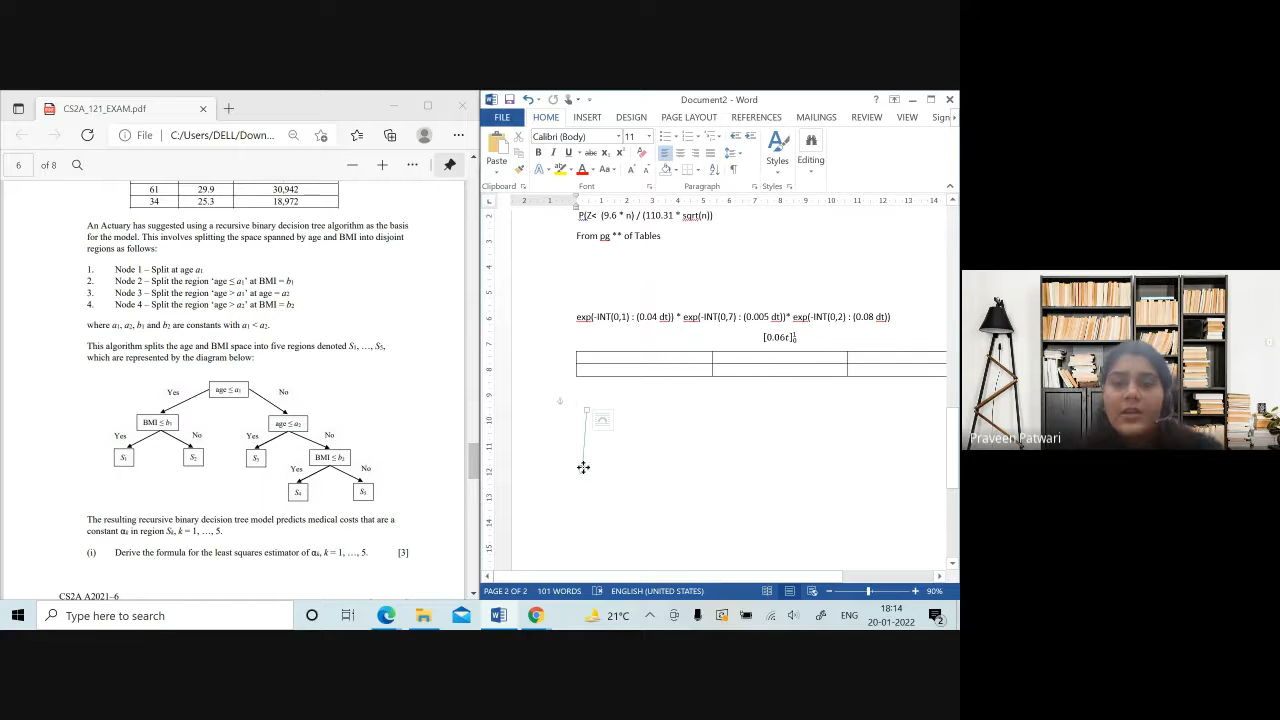 CS2A_121_EXAM.pdf
File
C:/Users/DELL/Down...
6
of 8
61 29.9 30,942
34 25.3 18,972
An Actuary has suggested using a recursive binary decision tree algorithm as the basis
for the model. This involves splitting the space spanned by age and BMI into disjoint
regions as follows:
1. Node 1 – Split at age a1
2. Node 2 – Split the region ‘age ≤ a1’ at BMI = b1
3. Node 3 – Split the region ‘age > a1’ at age = a2
4. Node 4 – Split the region ‘age > a2’ at BMI = b2
where a1, a2, b1 and b2 are constants with a1 < a2.
This algorithm splits the age and BMI space into five regions denoted S1, …, S5,
which are represented by the diagram below:
Yes age ≤ a1 No
BMI ≤ b1 age ≤ a2
Yes No Yes No
S1 S2 S3 BMI ≤ b2
Yes No
S4 S5
The resulting recursive binary decision tree model predicts medical costs that are a
constant αk in region Sk, k = 1, …, 5.
(i) Derive the formula for the least squares estimator of αk, k = 1, …, 5. [3]
CS2A A2021–6
Document2 - Word
FILE HOME INSERT DESIGN PAGE LAYOUT REFERENCES MAILINGS REVIEW VIEW Sign
Calibri (Body) 11
Paste
Styles
Editing
Clipboard Font Paragraph Styles
P(Z< (9.6 * n) / (110.31 * sqrt(n))
From pg ** of Tables
exp(-INT(0,1) : (0.04 dt)) * exp(-INT(0,7) : (0.005 dt))* exp(-INT(0,2) : (0.08 dt))
[0.06t]¹₀
PAGE 2 OF 2 101 WORDS ENGLISH (UNITED STATES) 90%
Type here to search
21°C
ENG
18:14
20-01-2022
2
Praveen Patwari